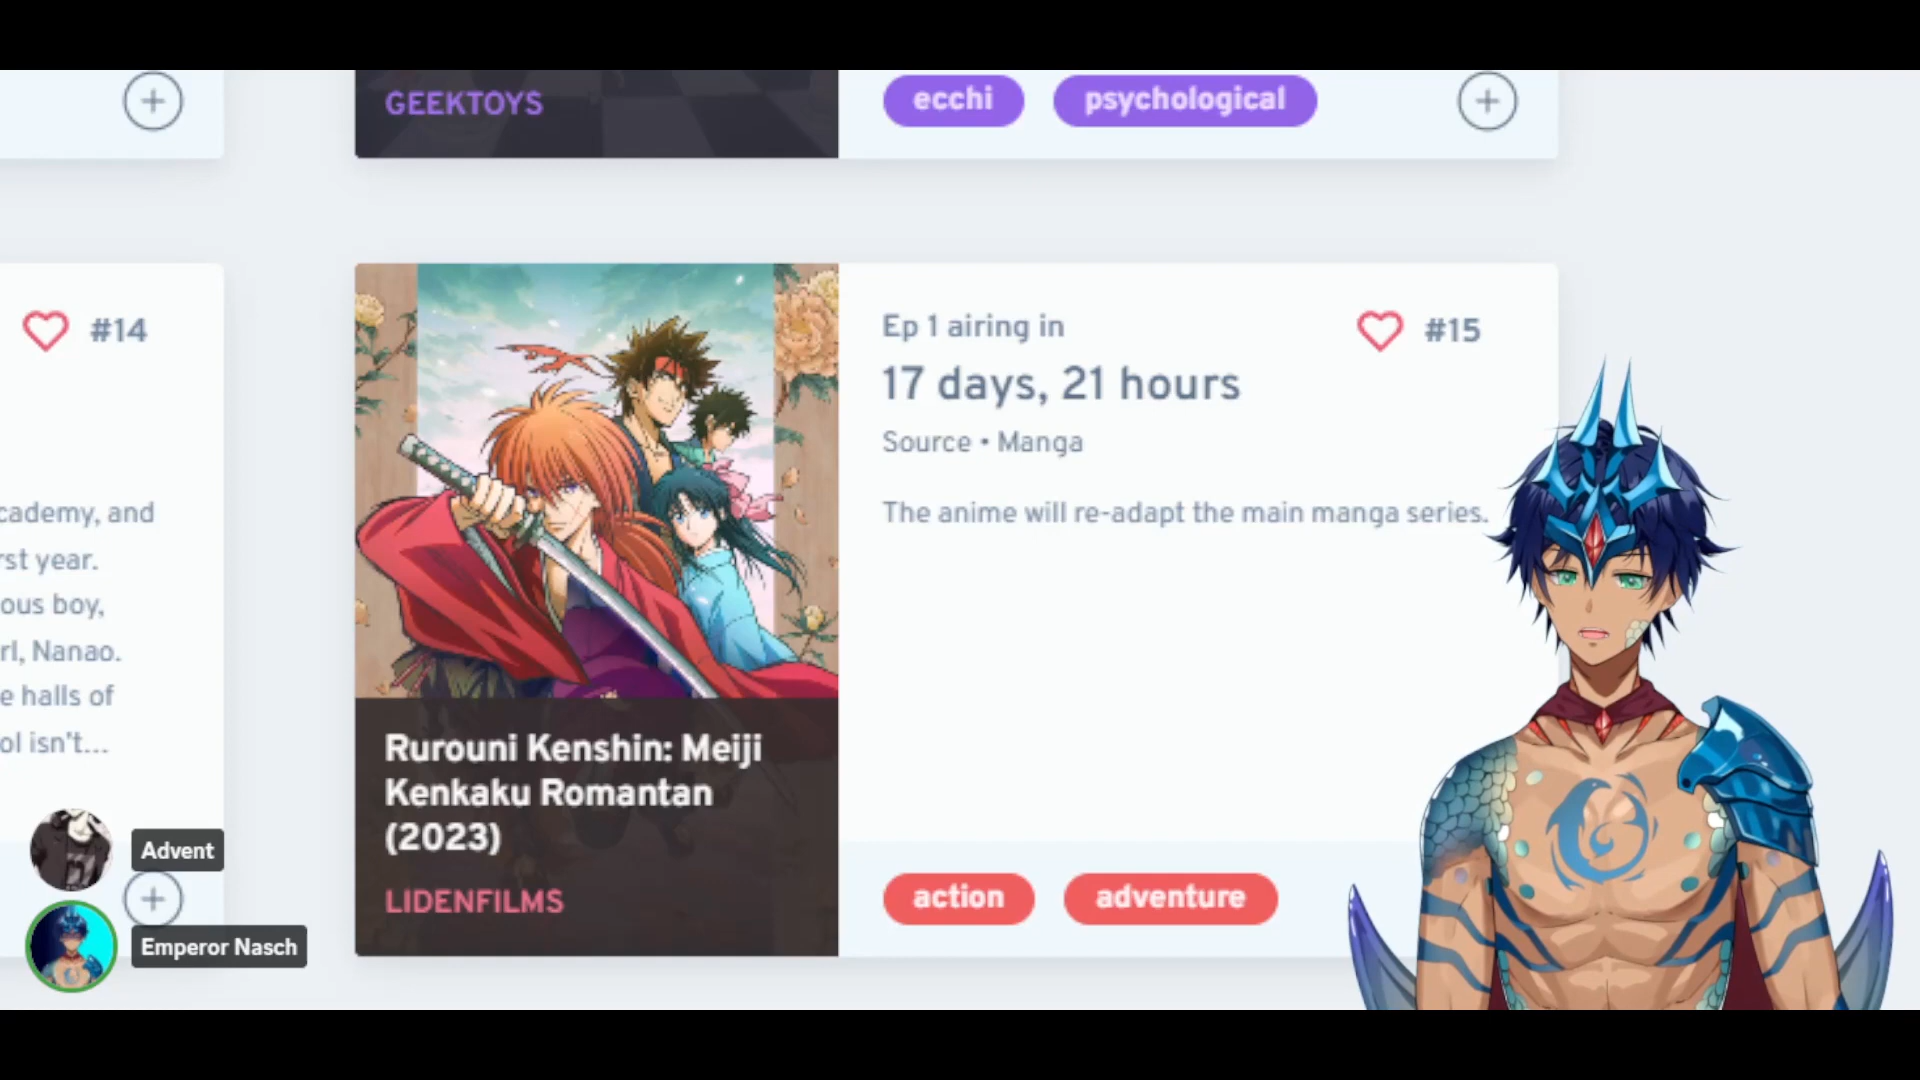 GEEKTOYS
ecchi
psychological
#14
cademy, and
rst year.
ous boy,
rl, Nanao.
e halls of
ol isn't...
Ep 1 airing in
#15
17 days, 21 hours
Source • Manga
The anime will re-adapt the main manga series.
Rurouni Kenshin: Meiji
Kenkaku Romantan
(2023)
LIDENFILMS
action
adventure
Advent
Emperor Nasch